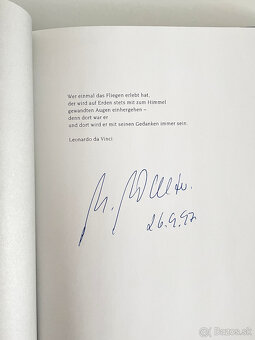 Wer einmal das Fliegen erlebt hat,
der wird auf Erden stets mit zum Himmel
gewandten Augen einhergehen –
denn dort war er
und dort wird er mit seinen Gedanken immer sein.
Leonardo da Vinci
26.9.97
© Bazos.sk